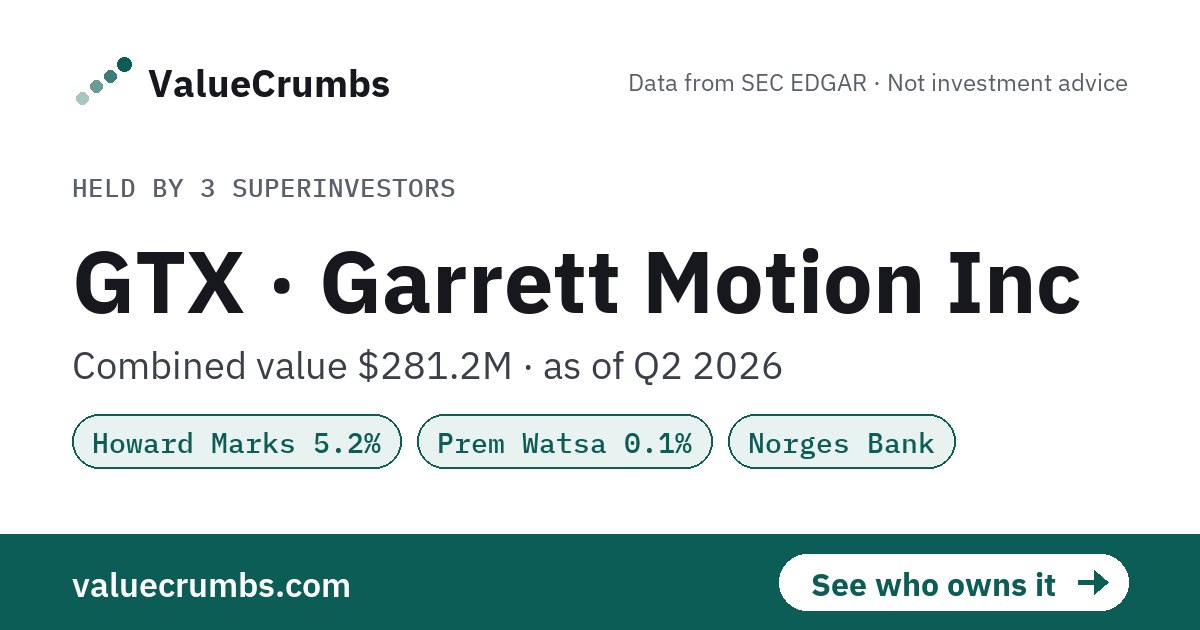 ValueCrumbs
Data from SEC EDGAR · Not investment advice
HELD BY 3 SUPERINVESTORS
GTX · Garrett Motion Inc
Combined value $281.2M · as of Q2 2026
Howard Marks 5.2%
Prem Watsa 0.1%
Norges Bank
valuecrumbs.com
See who owns it →